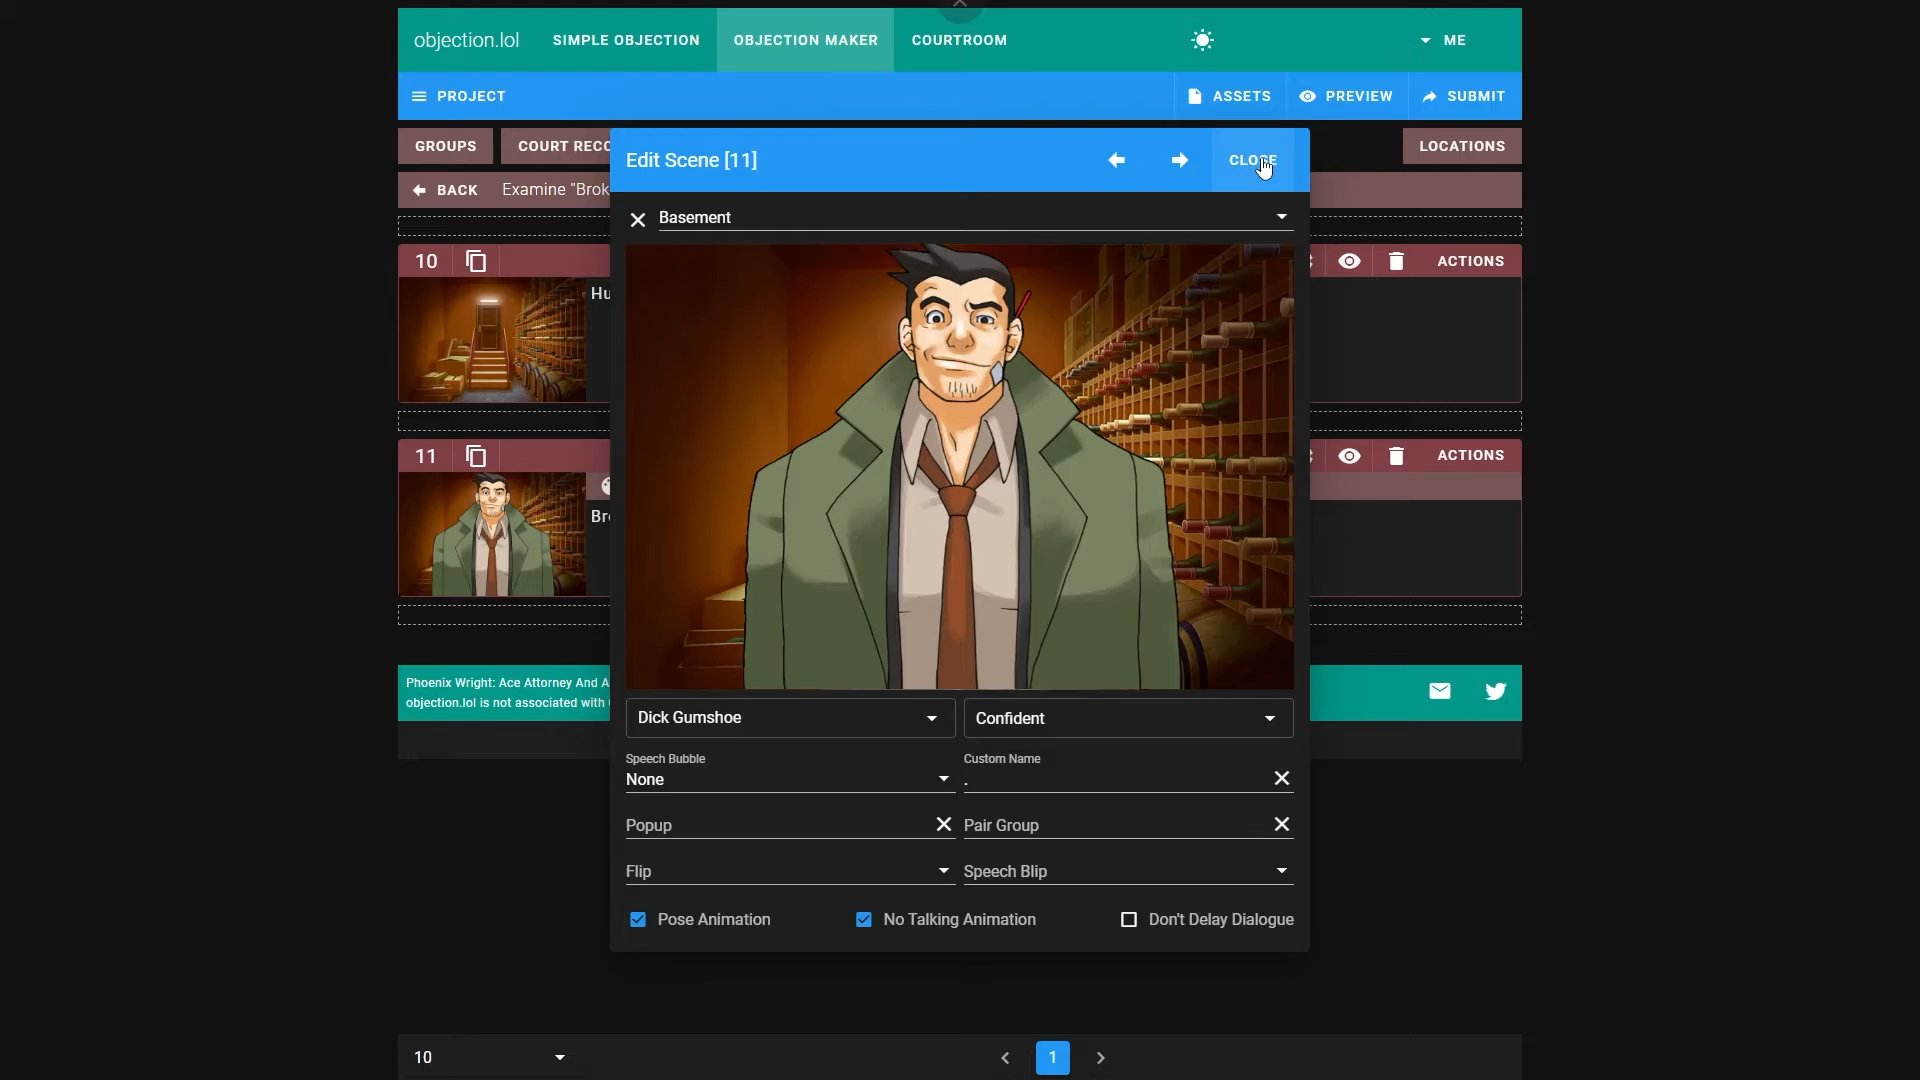 objection.lol SIMPLE OBJECTION OBJECTION MAKER COURTROOM ME
PROJECT ASSETS PREVIEW SUBMIT
GROUPS COURT RECO LOCATIONS
Edit Scene [11] CLOSE
BACK Examine "Brok
Basement
10 ACTIONS
Hu
11 ACTIONS
Br
Phoenix Wright: Ace Attorney And A
objection.lol is not associated with
Dick Gumshoe Confident
Speech Bubble Custom Name
None .
Popup Pair Group
Flip Speech Blip
Pose Animation No Talking Animation Don't Delay Dialogue
10 1